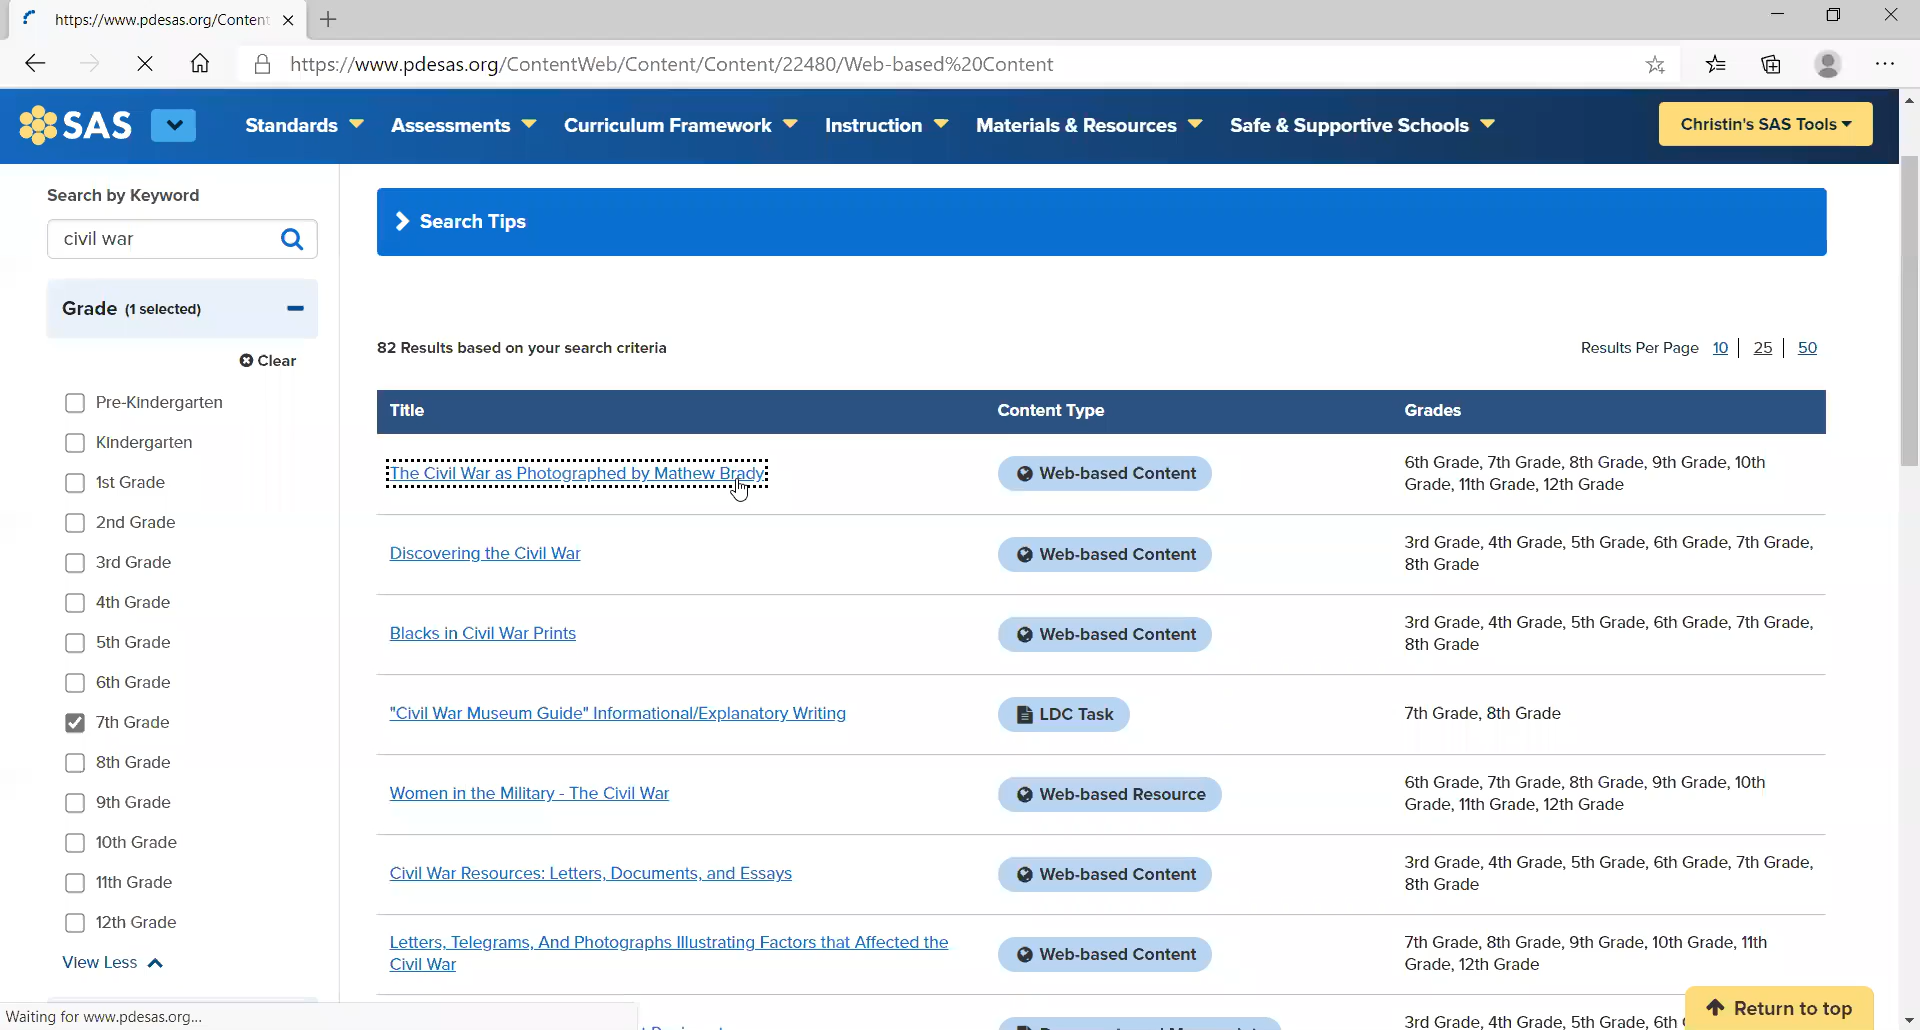 https://www.pdesas.org/Content
https://www.pdesas.org/ContentWeb/Content/Content/22480/Web-based%20Content
SAS
Standards Assessments Curriculum Framework Instruction Materials & Resources Safe & Supportive Schools
Christin's SAS Tools
Search by Keyword
civil war
Grade (1 selected)
Clear
Pre-Kindergarten
Kindergarten
1st Grade
2nd Grade
3rd Grade
4th Grade
5th Grade
6th Grade
7th Grade
8th Grade
9th Grade
10th Grade
11th Grade
12th Grade
View Less
Search Tips
82 Results based on your search criteria
Results Per Page 10 | 25 | 50
Title Content Type Grades
The Civil War as Photographed by Mathew Brady
Web-based Content
6th Grade, 7th Grade, 8th Grade, 9th Grade, 10th
Grade, 11th Grade, 12th Grade
Discovering the Civil War
Web-based Content
3rd Grade, 4th Grade, 5th Grade, 6th Grade, 7th Grade,
8th Grade
Blacks in Civil War Prints
Web-based Content
3rd Grade, 4th Grade, 5th Grade, 6th Grade, 7th Grade,
8th Grade
"Civil War Museum Guide" Informational/Explanatory Writing
LDC Task
7th Grade, 8th Grade
Women in the Military - The Civil War
Web-based Resource
6th Grade, 7th Grade, 8th Grade, 9th Grade, 10th
Grade, 11th Grade, 12th Grade
Civil War Resources: Letters, Documents, and Essays
Web-based Content
3rd Grade, 4th Grade, 5th Grade, 6th Grade, 7th Grade,
8th Grade
Letters, Telegrams, And Photographs Illustrating Factors that Affected the
Civil War
Web-based Content
7th Grade, 8th Grade, 9th Grade, 10th Grade, 11th
Grade, 12th Grade
3rd Grade, 4th Grade, 5th Grade, 6th
Return to top
Waiting for www.pdesas.org...